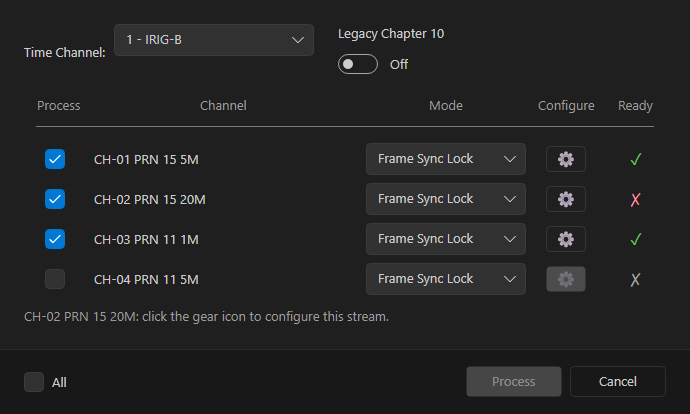 Time Channel:
1 - IRIG-B
Legacy Chapter 10
Off
Process Channel Mode Configure Ready
CH-01 PRN 15 5M Frame Sync Lock ✓
CH-02 PRN 15 20M Frame Sync Lock ✗
CH-03 PRN 11 1M Frame Sync Lock ✓
CH-04 PRN 11 5M Frame Sync Lock ✗
CH-02 PRN 15 20M: click the gear icon to configure this stream.
All
Process Cancel